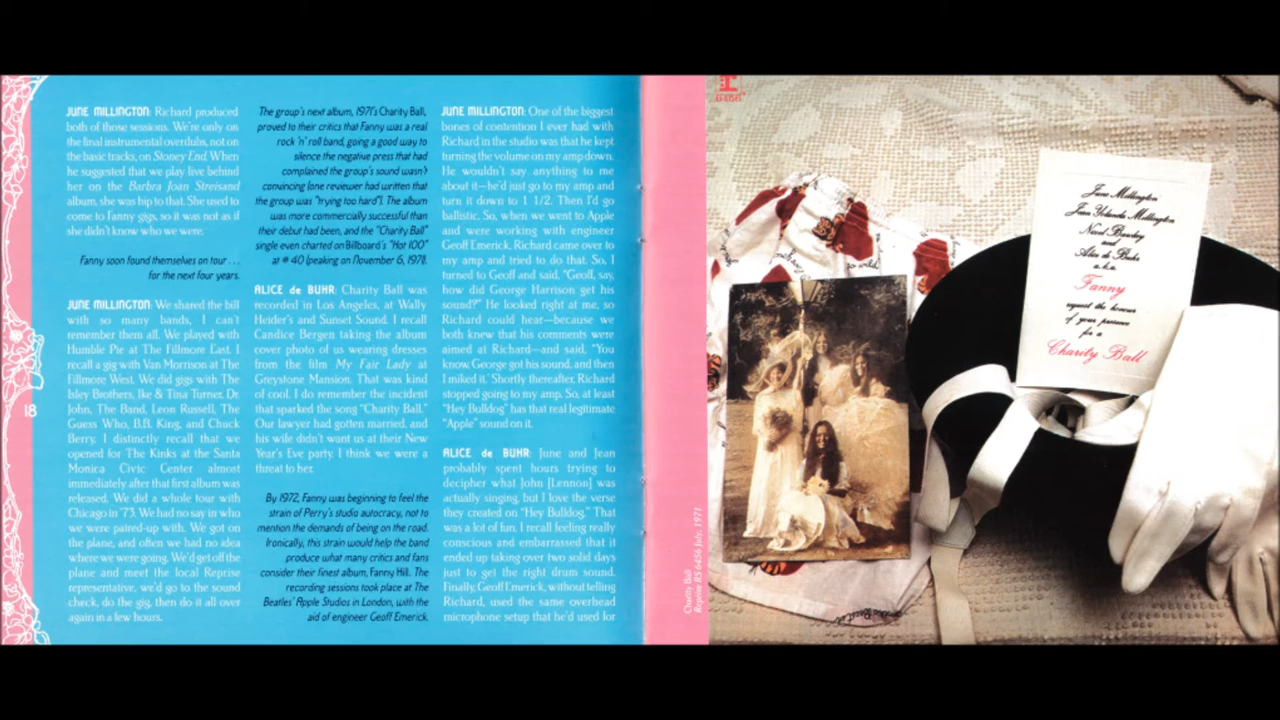 JUNE MILLINGTON: Richard produced
both of those sessions. We're only on
the final instrumental overdubs, not on
the basic tracks, on Stoney End. When
he suggested that we play live behind
her on the Barbra Joan Streisand
album, she was hip to that. She used to
come to Fanny gigs, so it was not as if
she didn't know who we were.
Fanny soon found themselves on tour . . .
for the next four years.
JUNE MILLINGTON: We shared the bill
with so many bands, I can't
remember them all. We played with
Humble Pie at The Fillmore East. I
recall a gig with Van Morrison at The
Fillmore West. We did gigs with The
Isley Brothers, Ike & Tina Turner, Dr.
John, The Band, Leon Russell, The
Guess Who, B.B. King, and Chuck
Berry. I distinctly recall that we
opened for The Kinks at the Santa
Monica Civic Center almost
immediately after that first album was
released. We did a whole tour with
Chicago in '73. We had no say in who
we were paired-up with. We got on
the plane, and often we had no idea
where we were going. We'd get off the
plane and meet the local Reprise
representative, we'd go to the sound
check, do the gig, then do it all over
again in a few hours.
18
The group's next album, 1971's Charity Ball,
proved to their critics that Fanny was a real
rock 'n' roll band, going a good way to
silence the negative press that had
complained the group's sound wasn't
convincing (one reviewer had written that
the group was "trying too hard"). The album
was more commercially successful than
their debut had been, and the "Charity Ball"
single even charted on Billboard's "Hot 100"
at # 40 (peaking on November 6, 1971).
ALICE de BUHR: Charity Ball was
recorded in Los Angeles, at Wally
Heider's and Sunset Sound. I recall
Candice Bergen taking the album
cover photo of us wearing dresses
from the film My Fair Lady at
Greystone Mansion. That was kind
of cool. I do remember the incident
that sparked the song "Charity Ball."
Our lawyer had gotten married, and
his wife didn't want us at their New
Year's Eve party. I think we were a
threat to her.
By 1972, Fanny was beginning to feel the
strain of Perry's studio autocracy, not to
mention the demands of being on the road.
Ironically, this strain would help the band
produce what many critics and fans
consider their finest album, Fanny Hill. The
recording sessions took place at The
Beatles' Apple Studios in London, with the
aid of engineer Geoff Emerick.
JUNE MILLINGTON: One of the biggest
bones of contention I ever had with
Richard in the studio was that he kept
turning the volume on my amp down.
He wouldn't say anything to me
about it—he'd just go to my amp and
turn it down to 1 1/2. Then I'd go
ballistic. So, when we went to Apple
and were working with engineer
Geoff Emerick, Richard came over to
my amp and tried to do that. So, I
turned to Geoff and said, "Geoff, say,
how did George Harrison get his
sound?" He looked right at me, so
Richard could hear—because we
both knew that his comments were
aimed at Richard—and said, "You
know, George got his sound, and then
I miked it.' Shortly thereafter, Richard
stopped going to my amp. So, at least
"Hey Bulldog" has that real legitimate
"Apple" sound on it.
ALICE de BUHR: June and Jean
probably spent hours trying to
decipher what John [Lennon] was
actually singing, but I love the verse
they created on "Hey Bulldog." That
was a lot of fun. I recall feeling really
conscious and embarrassed that it
ended up taking over two solid days
just to get the right drum sound.
Finally, Geoff Emerick, without telling
Richard, used the same overhead
microphone setup that he'd used for
Charity Ball
Reprise RS 6456 July, 1971
6456
June Millington
Jean Yolanda Millington
Nicol Barclay
and
Alice de Buhr
a.k.a.
Fanny
request the honour
of your presence
for a
Charity Ball